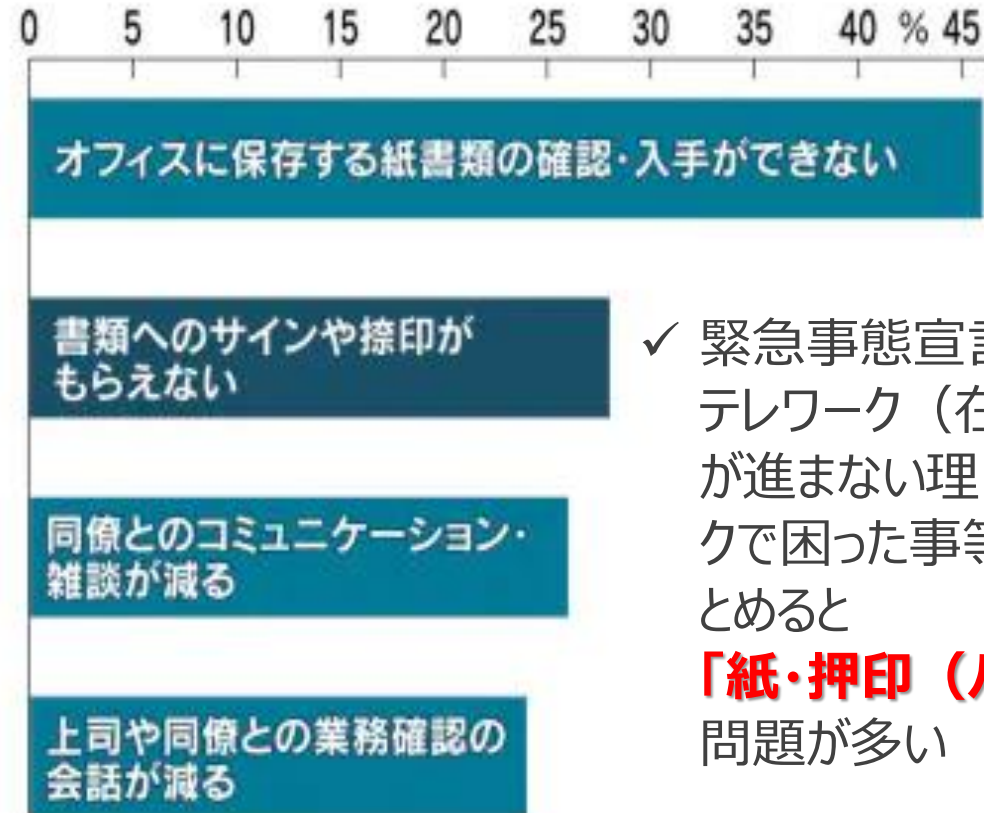 0 5 10 15 20 25 30 35 40 % 45
オフィスに保存する紙書類の確認・入手ができない
書類へのサインや捺印が
もらえない
同僚とのコミュニケーション・
雑談が減る
上司や同僚との業務確認の
会話が減る
✓ 緊急事態宣言
テレワーク（在
が進まない理
クで困った事等
とめると
「紙・押印（ハ
問題が多い